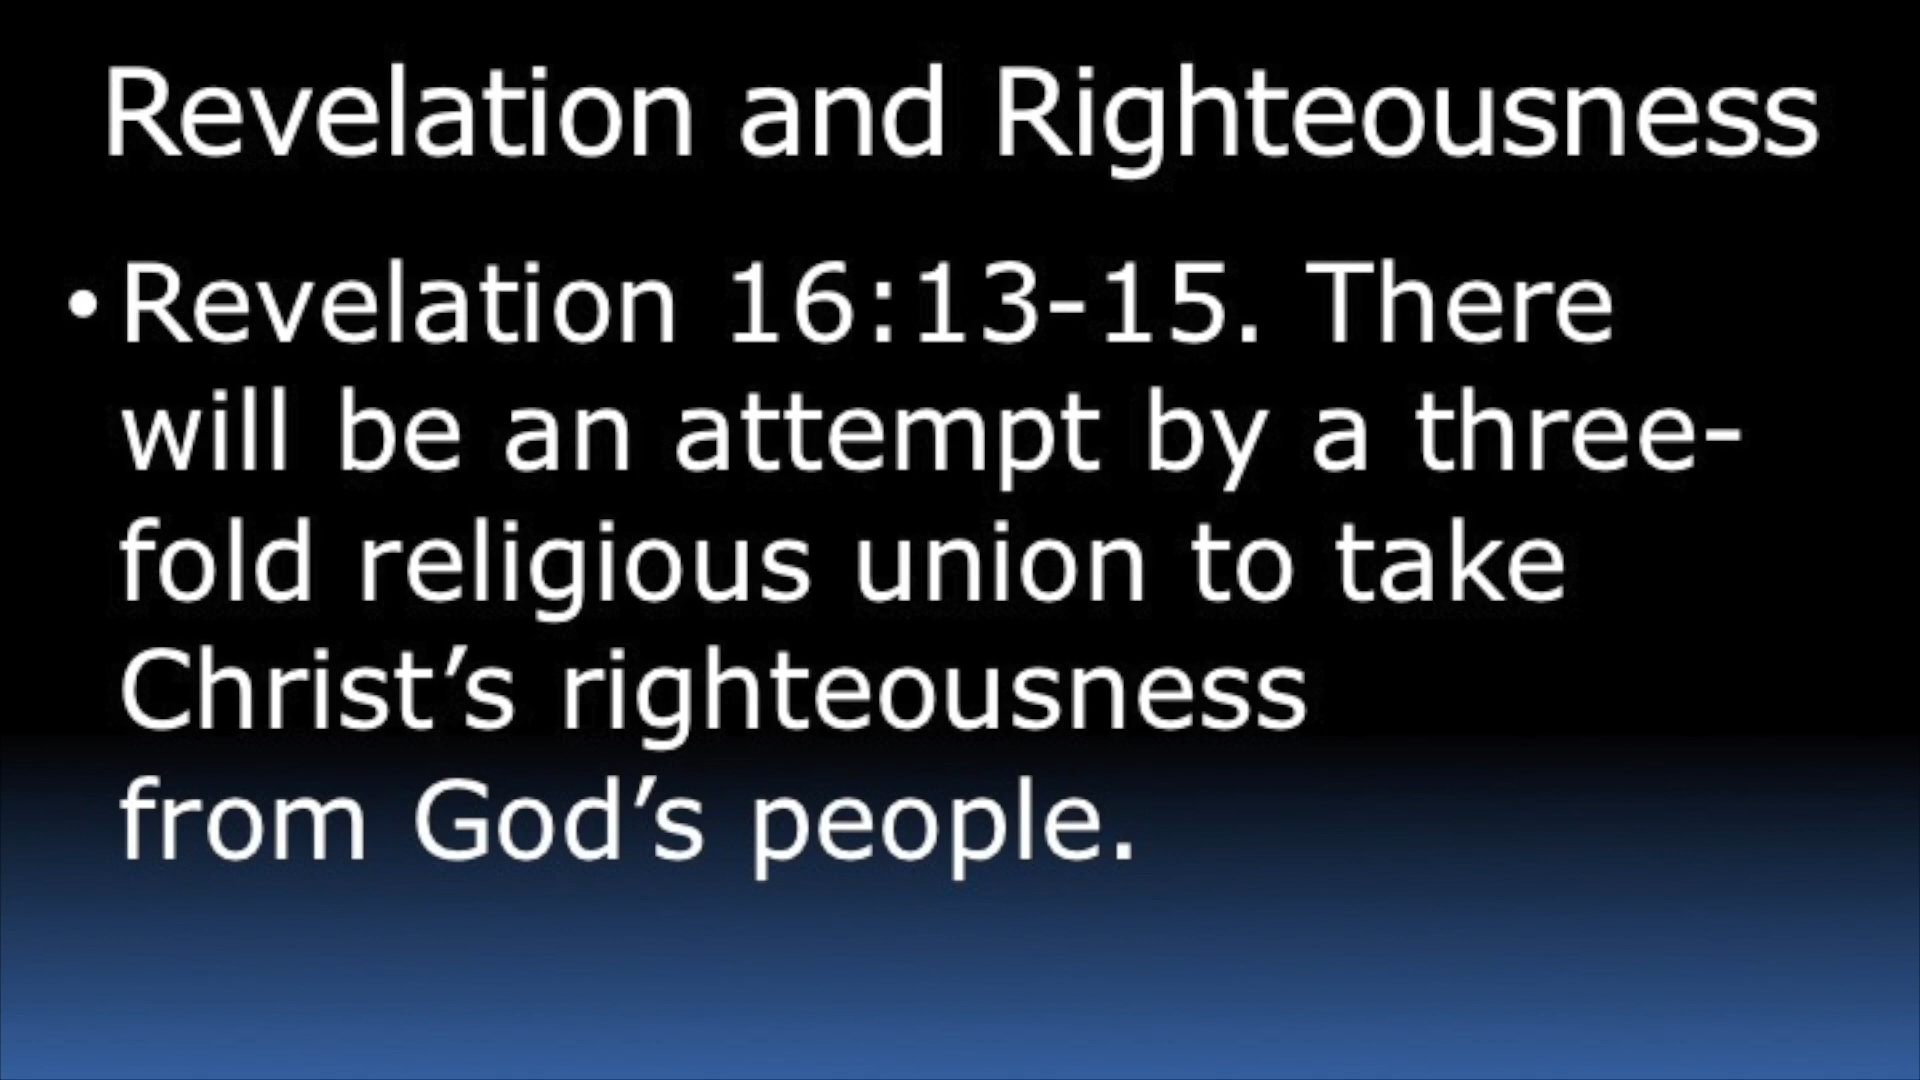 Revelation and Righteousness
• Revelation 16:13-15. There
will be an attempt by a three-
fold religious union to take
Christ’s righteousness
from God’s people.